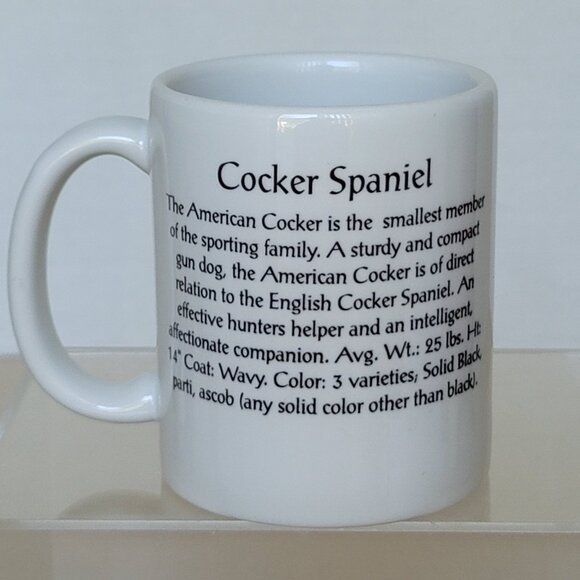 Cocker Spaniel
The American Cocker is the smallest member
of the sporting family. A sturdy and compact
gun dog, the American Cocker is of direct
relation to the English Cocker Spaniel. An
effective hunters helper and an intelligent,
affectionate companion. Avg. Wt.: 25 lbs. Ht:
14" Coat: Wavy. Color: 3 varieties; Solid Black,
parti, ascob (any solid color other than black).